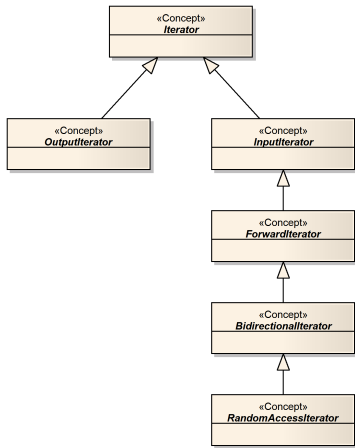 «Concept»
Iterator
«Concept»
OutputIterator
«Concept»
InputIterator
«Concept»
ForwardIterator
«Concept»
BidirectionalIterator
«Concept»
RandomAccessIterator